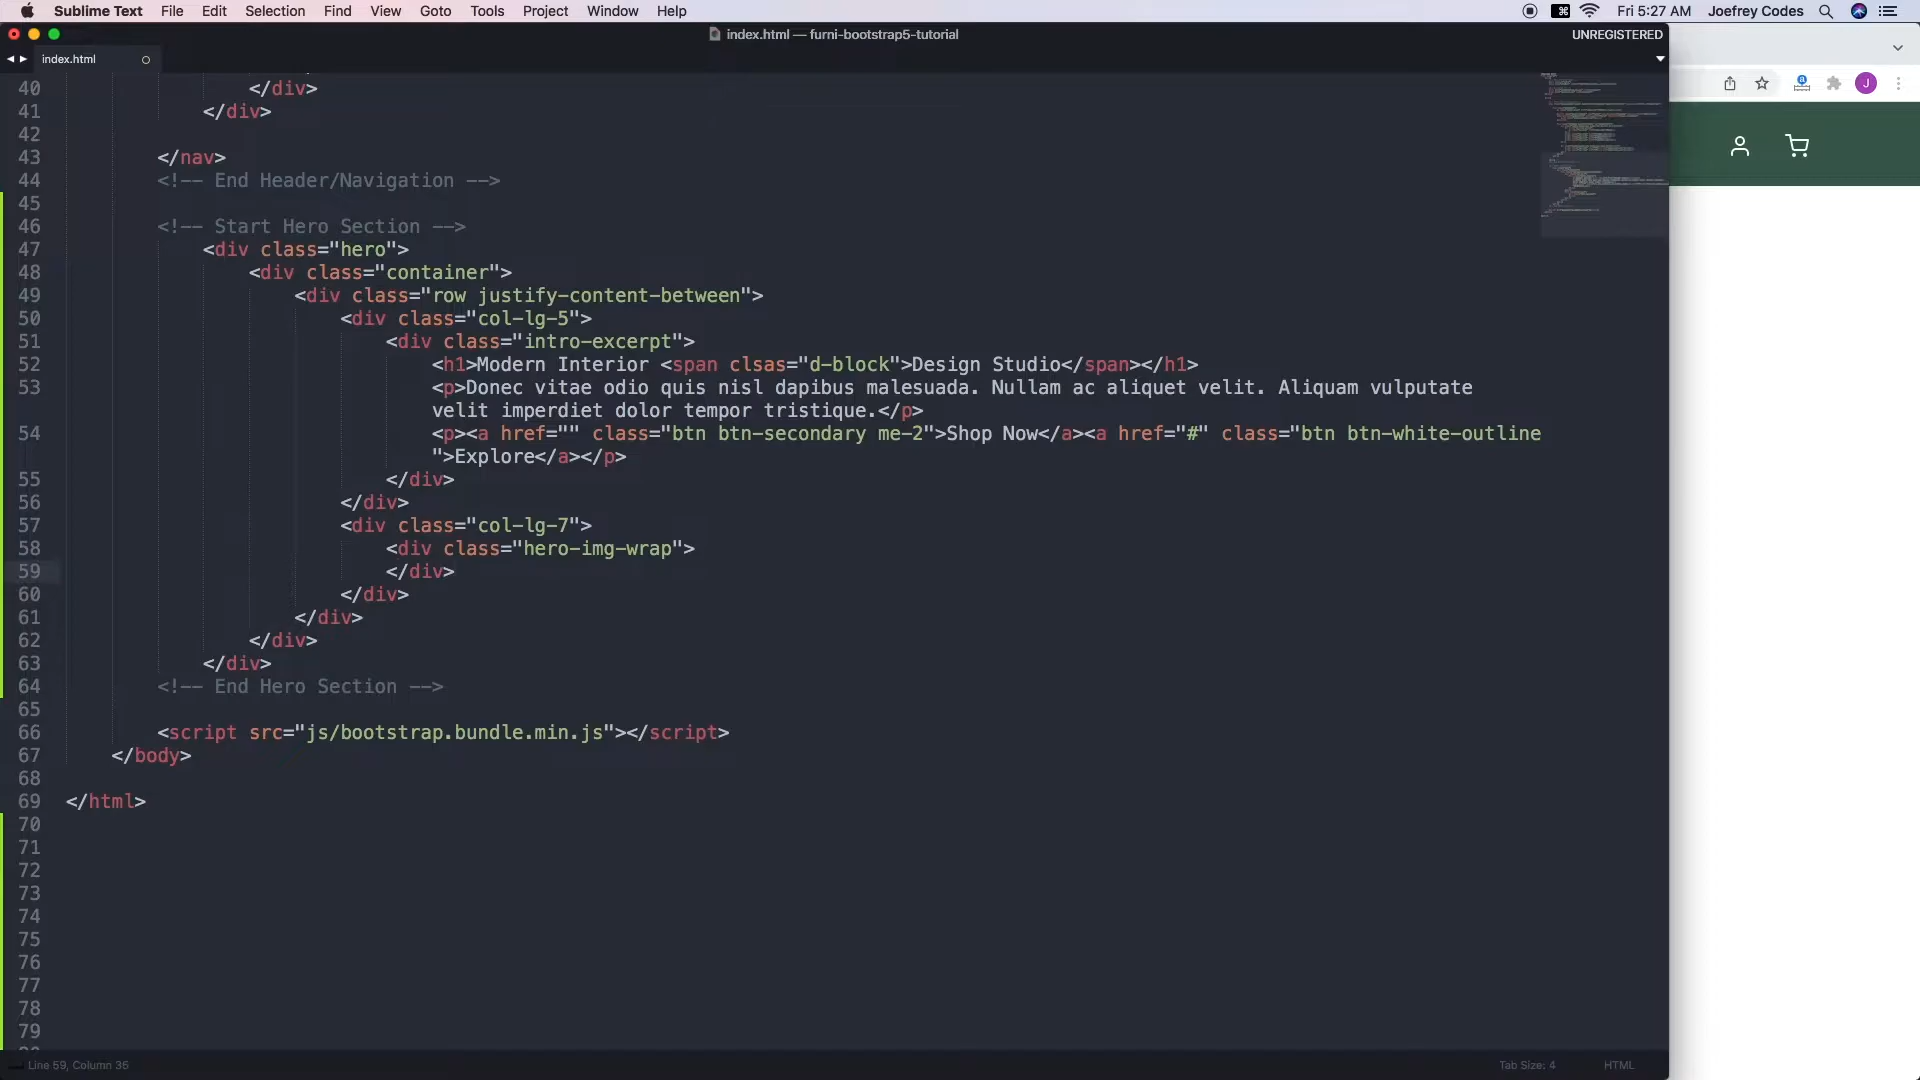 Sublime Text File Edit Selection Find View Goto Tools Project Window Help Fri 5:27 AM Joefrey Codes
index.html — furni-bootstrap5-tutorial UNREGISTERED
index.html
J
40 </div>
41 </div>
42
43 </nav>
44 <!-- End Header/Navigation -->
45
46 <!-- Start Hero Section -->
47 <div class="hero">
48 <div class="container">
49 <div class="row justify-content-between">
50 <div class="col-lg-5">
51 <div class="intro-excerpt">
52 <h1>Modern Interior <span clsas="d-block">Design Studio</span></h1>
53 <p>Donec vitae odio quis nisl dapibus malesuada. Nullam ac aliquet velit. Aliquam vulputate
velit imperdiet dolor tempor tristique.</p>
54 <p><a href="" class="btn btn-secondary me-2">Shop Now</a><a href="#" class="btn btn-white-outline
">Explore</a></p>
55 </div>
56 </div>
57 <div class="col-lg-7">
58 <div class="hero-img-wrap">
59 </div>
60 </div>
61 </div>
62 </div>
63 </div>
64 <!-- End Hero Section -->
65
66 <script src="js/bootstrap.bundle.min.js"></script>
67 </body>
68
69 </html>
70
71
72
73
74
75
76
77
78
79
Line 59, Column 35 Tab Size: 4 HTML